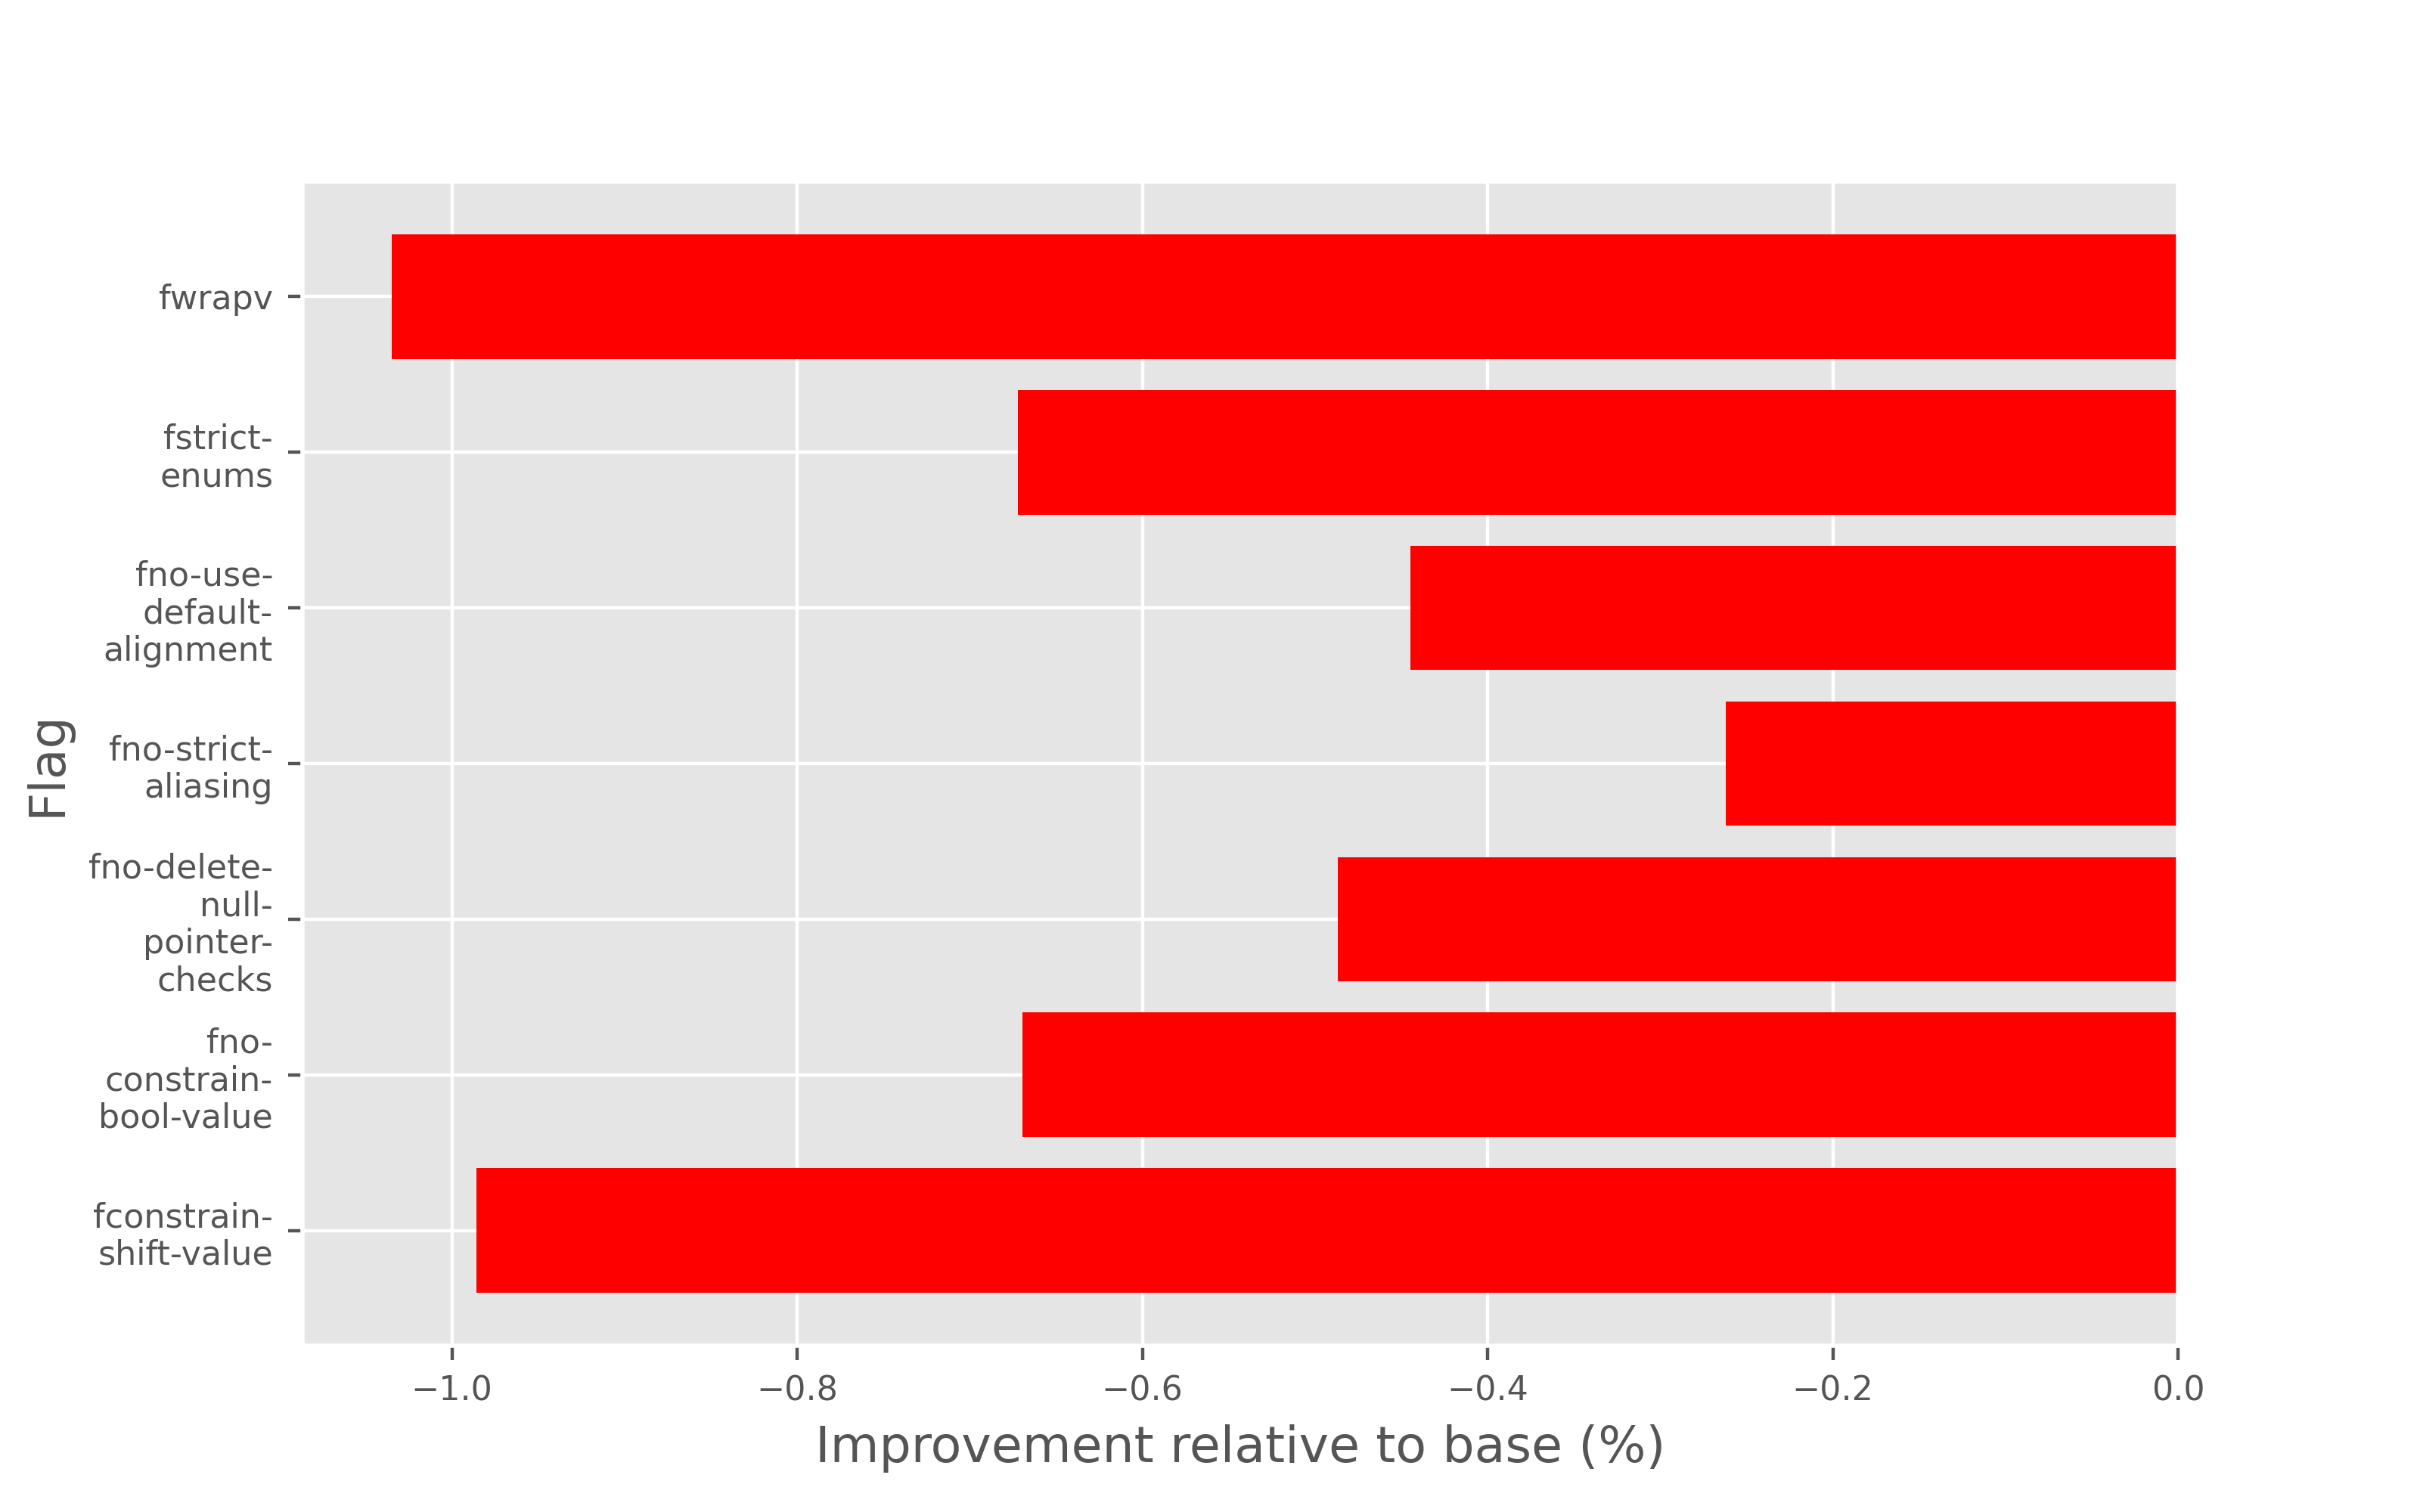 fwrapv
fstrict-
enums
fno-use-
default-
alignment
fno-strict-
aliasing
fno-delete-
null-
pointer-
checks
fno-
constrain-
bool-value
fconstrain-
shift-value
Flag
−1.0 −0.8 −0.6 −0.4 −0.2 0.0
Improvement relative to base (%)